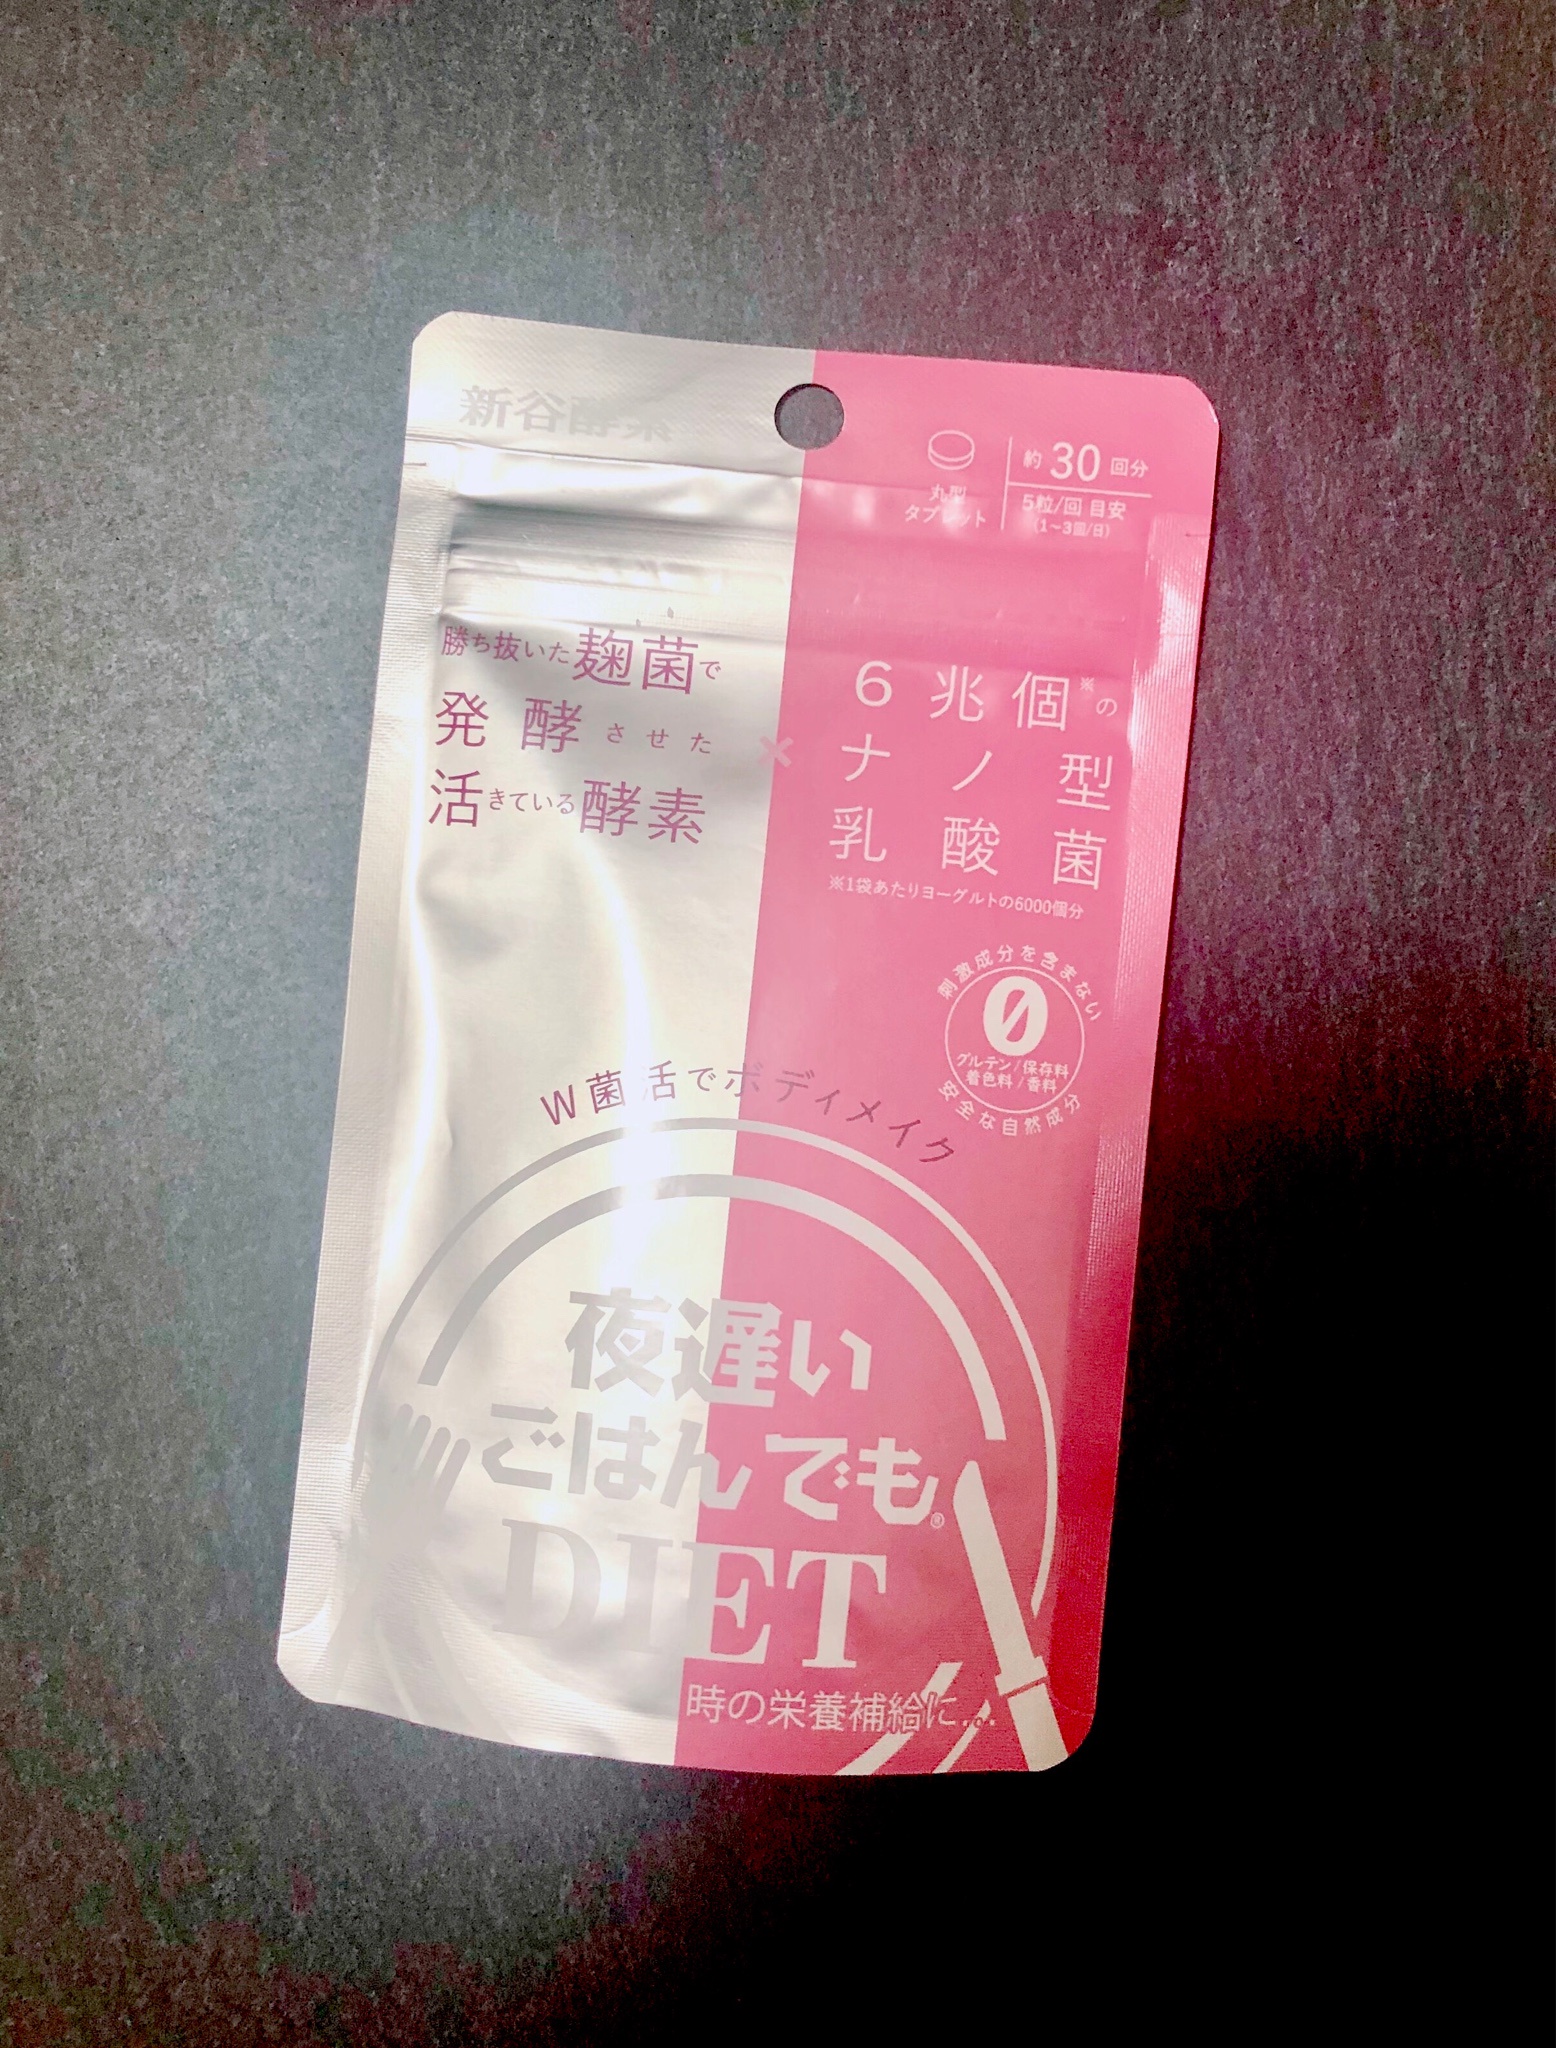 新谷酵素
丸型
タブレット
約30回分
5粒/回 目安
(1~3回/日)
勝ち抜いた麹菌で
発酵させた
活きている酵素
×
6兆個※の
ナノ型
乳酸菌
※1袋あたりヨーグルトの6000個分
刺激成分を含まない
0
グルテン/保存料
着色料/香料
安全な自然成分
W菌活でボディメイク
夜遅い
ごはんでも®
DIET
時の栄養補給に...